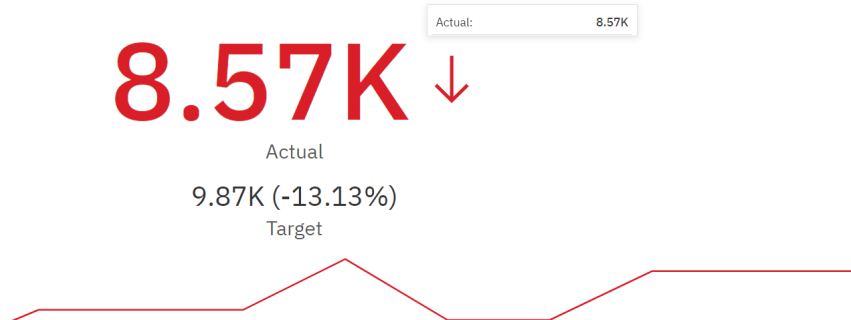 Actual: 8.57K
8.57K
Actual
9.87K (-13.13%)
Target